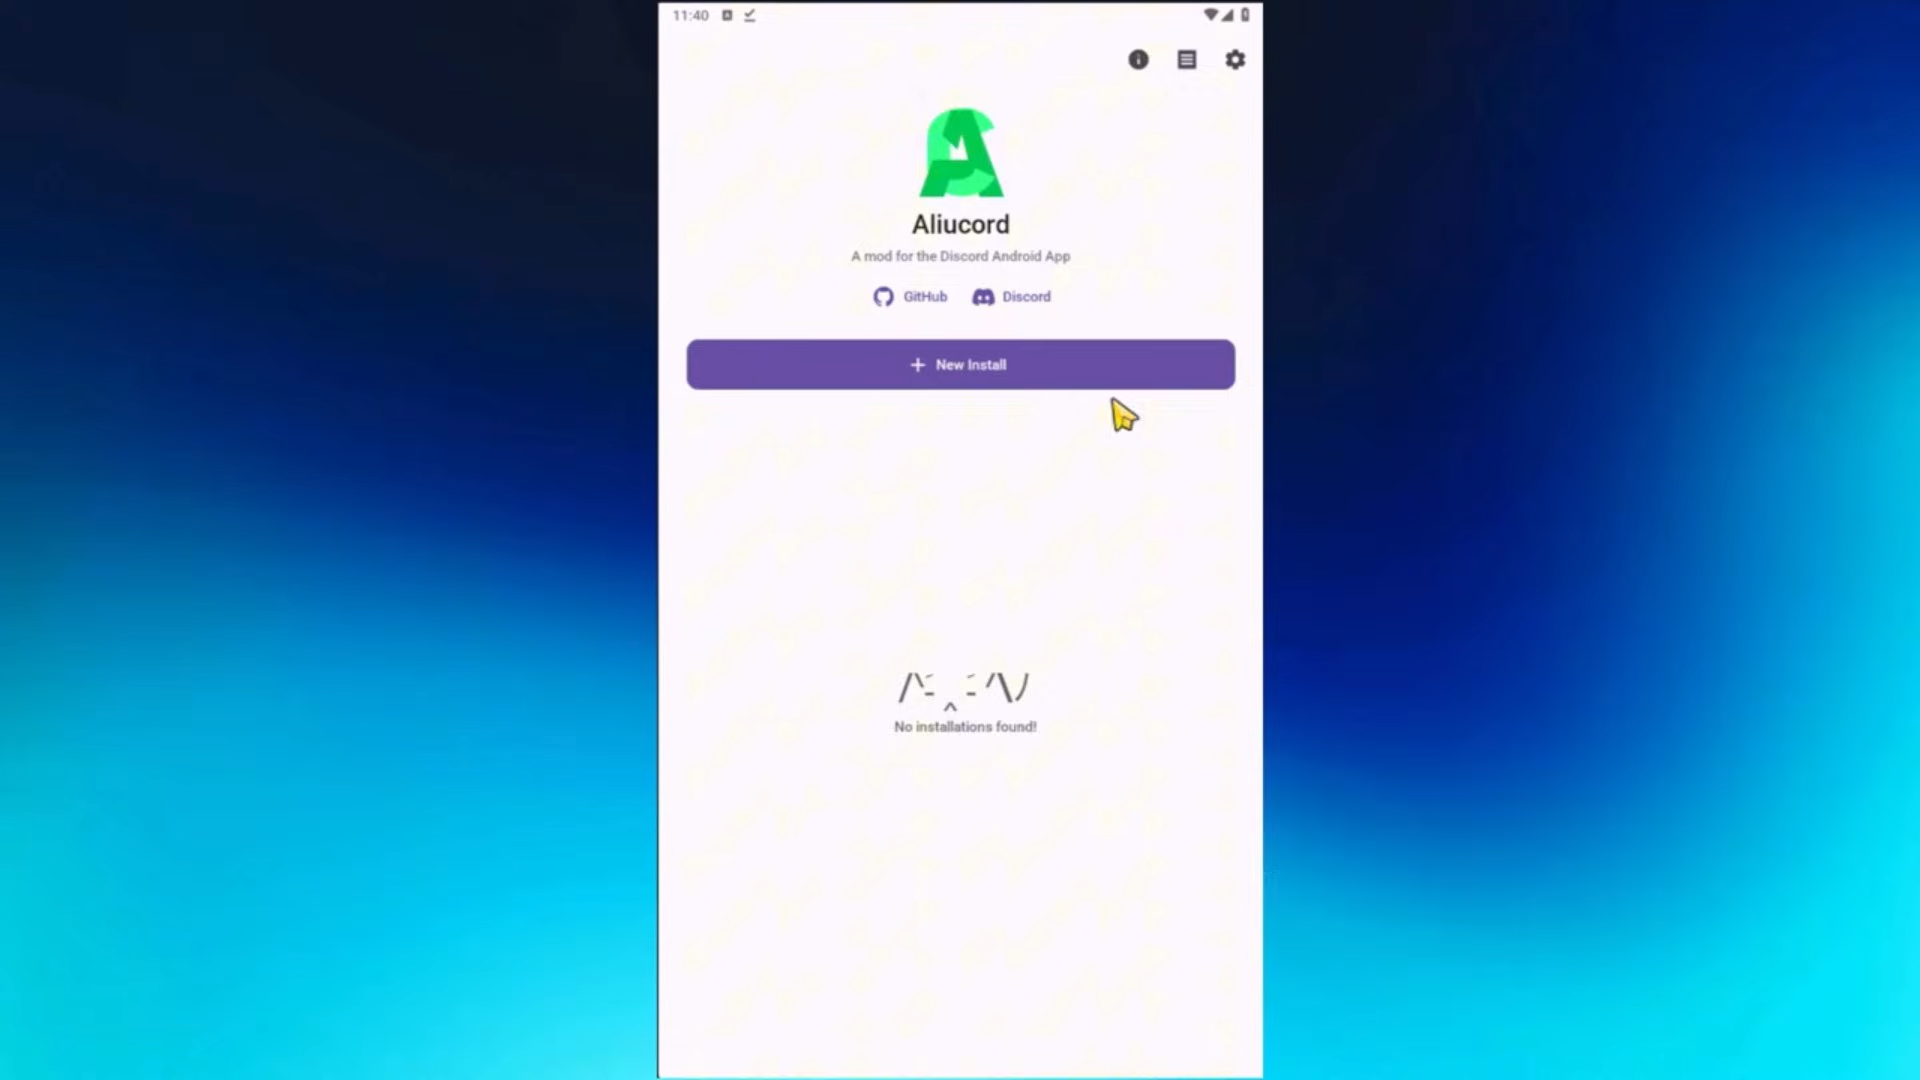 11:40
Aliucord
A mod for the Discord Android App
GitHub Discord
+ New Install
No installations found!